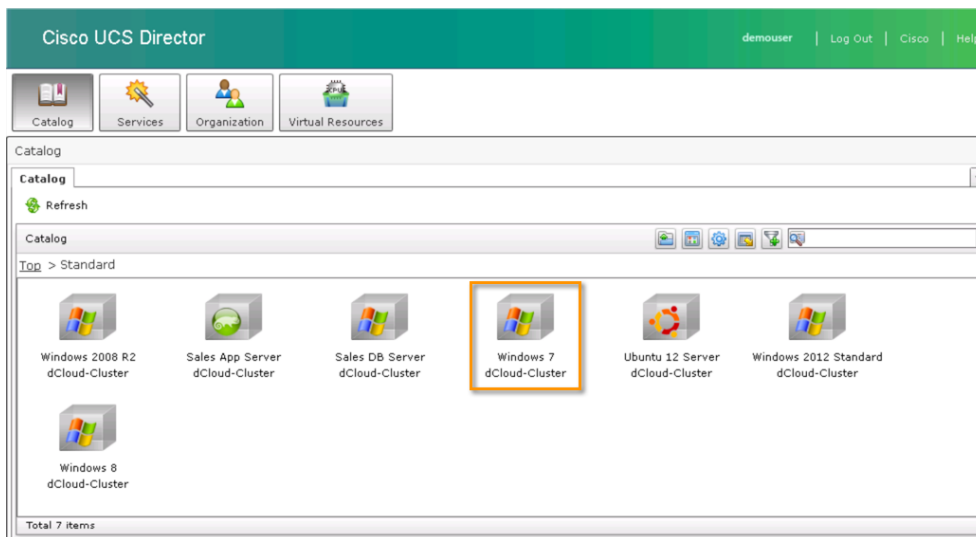 Cisco UCS Director
demouser | Log Out | Cisco | Help
Catalog Services Organization Virtual Resources
Catalog
Catalog
Refresh
Catalog
Top > Standard
Windows 2008 R2
dCloud-Cluster
Sales App Server
dCloud-Cluster
Sales DB Server
dCloud-Cluster
Windows 7
dCloud-Cluster
Ubuntu 12 Server
dCloud-Cluster
Windows 2012 Standard
dCloud-Cluster
Windows 8
dCloud-Cluster
Total 7 items